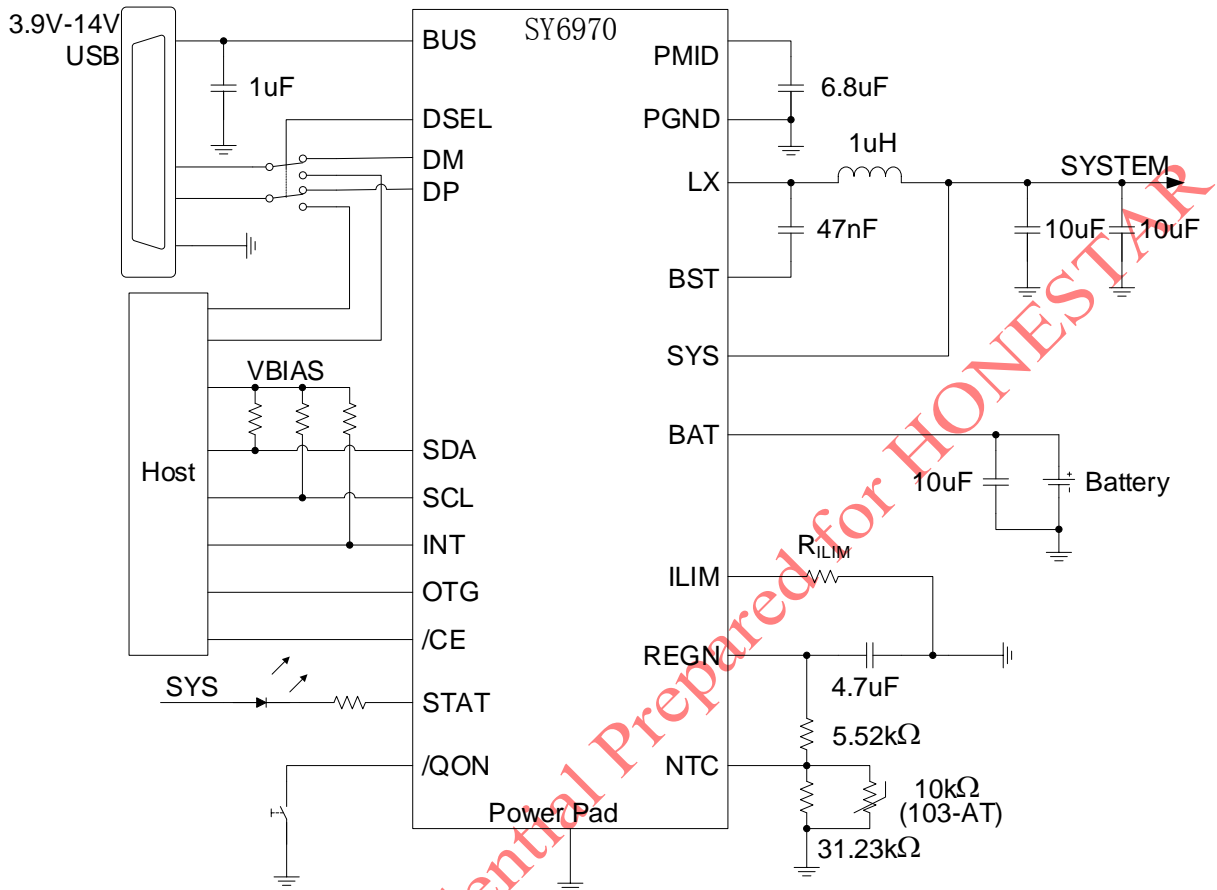 3.9V-14V
USB
1uF
SY6970
BUS
DSEL
DM
DP
PMID
6.8uF
PGND
1uH
LX
SYSTEM
47nF
10uF
10uF
BST
SYS
VBIAS
Host
SDA
SCL
INT
OTG
/CE
SYS
STAT
/QON
Power Pad
BAT
10uF
+
-
Battery
RILIM
ILIM
REGN
4.7uF
5.52kΩ
NTC
10kΩ
(103-AT)
31.23kΩ
ential Prepared for HONESTAR